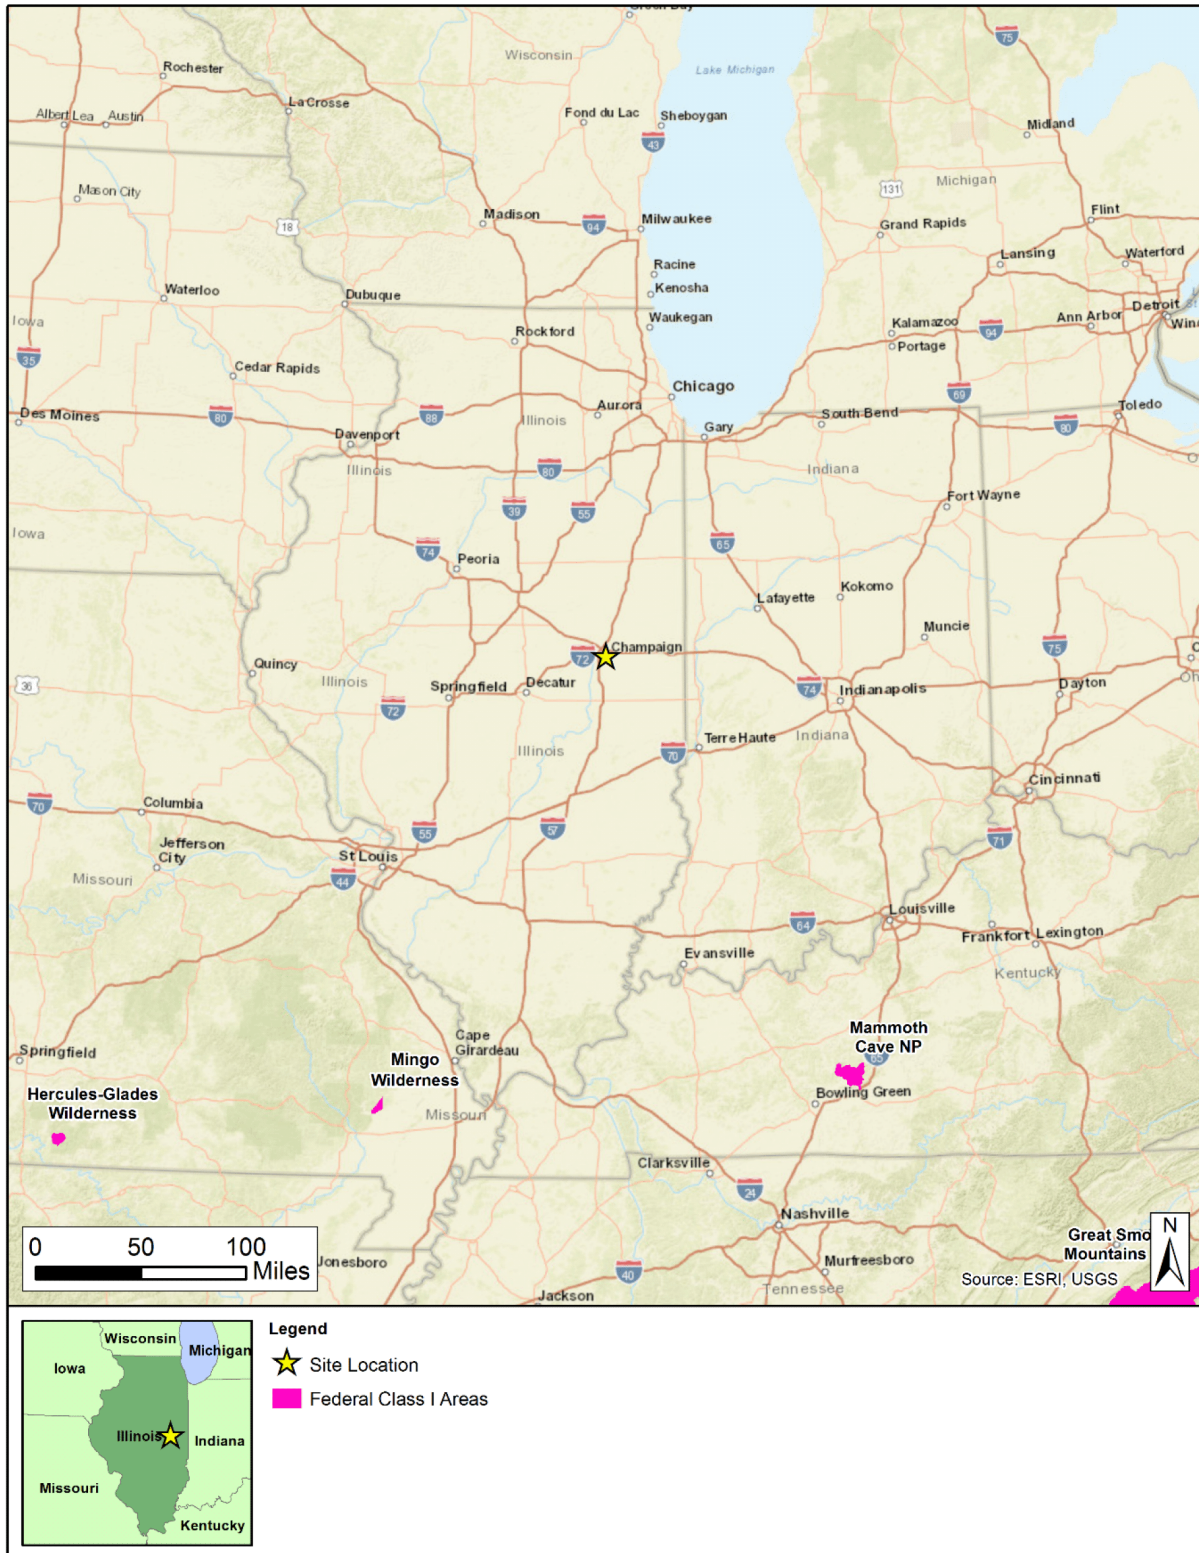 Green Bay
75
Wisconsin
Lake Michigan
Rochester
LaCrosse
Albert Lea
Austin
Fond du Lac
Sheboygan
43
Midland
Mason City
131
Michigan
18
Madison
94
Milwaukee
Grand Rapids
Flint
Lansing
Waterford
Racine
Kenosha
Waterloo
Dubuque
Waukegan
Detroit
Iowa
Rockford
Kalamazoo
94
Ann Arbor
Portage
35
Cedar Rapids
Chicago
69
Des Moines
80
88
Aurora
Illinois
South Bend
80
Toledo
Davenport
Gary
Illinois
80
Indiana
39
55
Fort Wayne
Iowa
65
74
Peoria
Lafayette
Kokomo
Muncie
Champaign
72
75
Quincy
36
Illinois
Springfield
Decatur
74
Indianapolis
Dayton
72
Illinois
70
Terre Haute
Indiana
Cincinnati
70
Columbia
55
57
71
Jefferson
City
St Louis
44
Missouri
Louisville
64
Frankfort
Lexington
Evansville
Kentucky
Cape
Girardeau
Mammoth
Cave NP
65
Springfield
Mingo
Wilderness
Hercules-Glades
Wilderness
Missouri
Bowling Green
Clarksville
24
Nashville
Great Smo
Mountains
N
0 50 100
Miles
Jonesboro
40
Murfreesboro
Source: ESRI, USGS
Tennessee
Jackson
Legend
Site Location
Federal Class I Areas
Wisconsin
Michigan
Iowa
Illinois
Indiana
Missouri
Kentucky